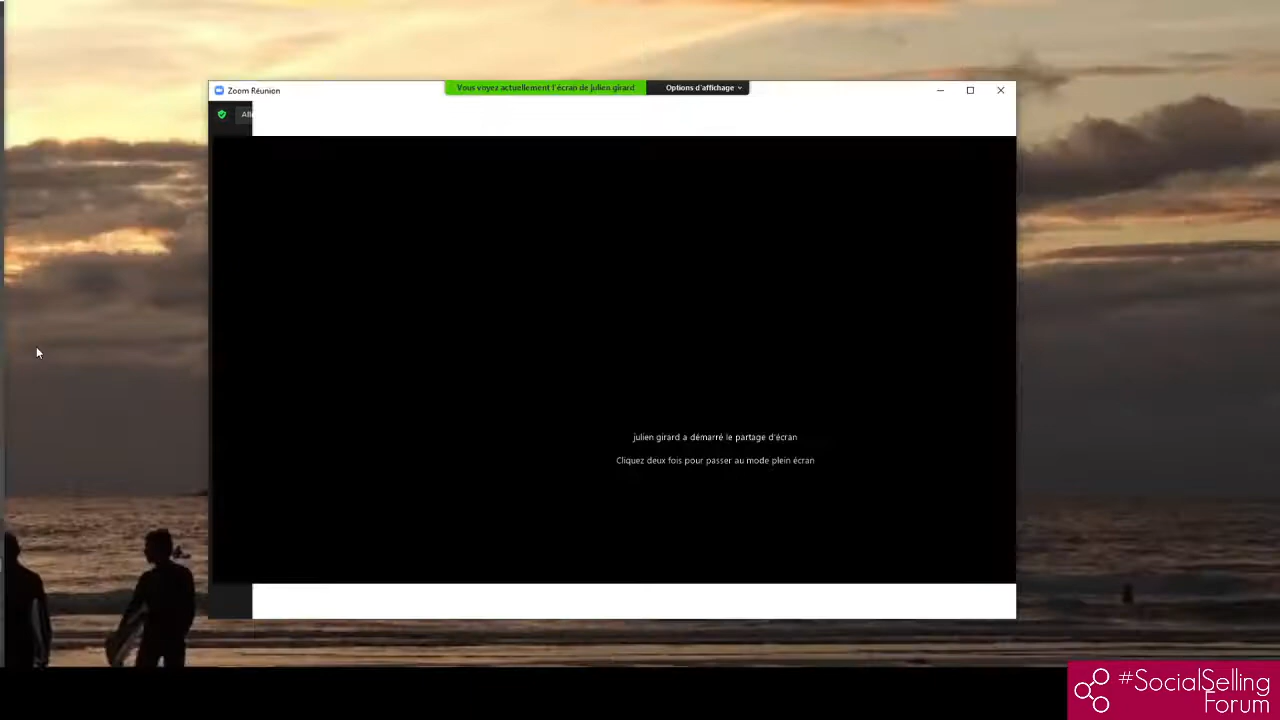 Zoom Réunion
Vous voyez actuellement l'écran de julien girard
Options d'affichage
julien girard a démarré le partage d'écran
Cliquez deux fois pour passer au mode plein écran
#SocialSelling
Forum